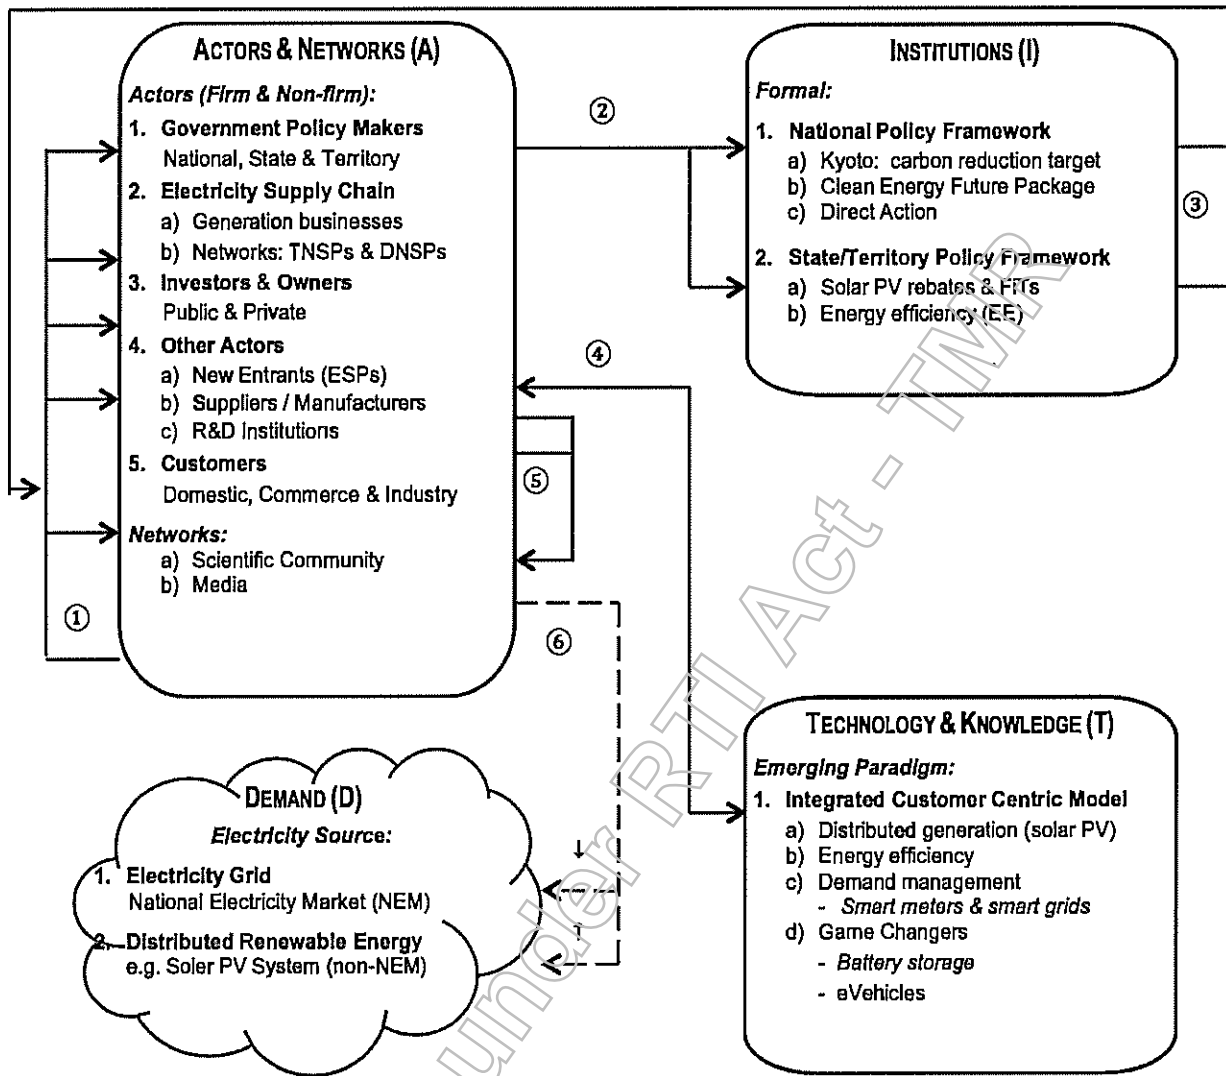 ACTORS & NETWORKS (A)
Actors (Firm & Non-firm):
1. Government Policy Makers
National, State & Territory
2. Electricity Supply Chain
a) Generation businesses
b) Networks: TNSPs & DNSPs
3. Investors & Owners
Public & Private
4. Other Actors
a) New Entrants (ESPs)
b) Suppliers / Manufacturers
c) R&D Institutions
5. Customers
Domestic, Commerce & Industry
Networks:
a) Scientific Community
b) Media
①
②
③
④
⑤
⑥
INSTITUTIONS (I)
Formal:
1. National Policy Framework
a) Kyoto: carbon reduction target
b) Clean Energy Future Package
c) Direct Action
2. State/Territory Policy Framework
a) Solar PV rebates & FiTs
b) Energy efficiency (EE)
DEMAND (D)
Electricity Source:
1. Electricity Grid
National Electricity Market (NEM)
2. Distributed Renewable Energy
e.g. Solar PV System (non-NEM)
↓
↑
TECHNOLOGY & KNOWLEDGE (T)
Emerging Paradigm:
1. Integrated Customer Centric Model
a) Distributed generation (solar PV)
b) Energy efficiency
c) Demand management
- Smart meters & smart grids
d) Game Changers
- Battery storage
- eVehicles
under RTI Act - TMR